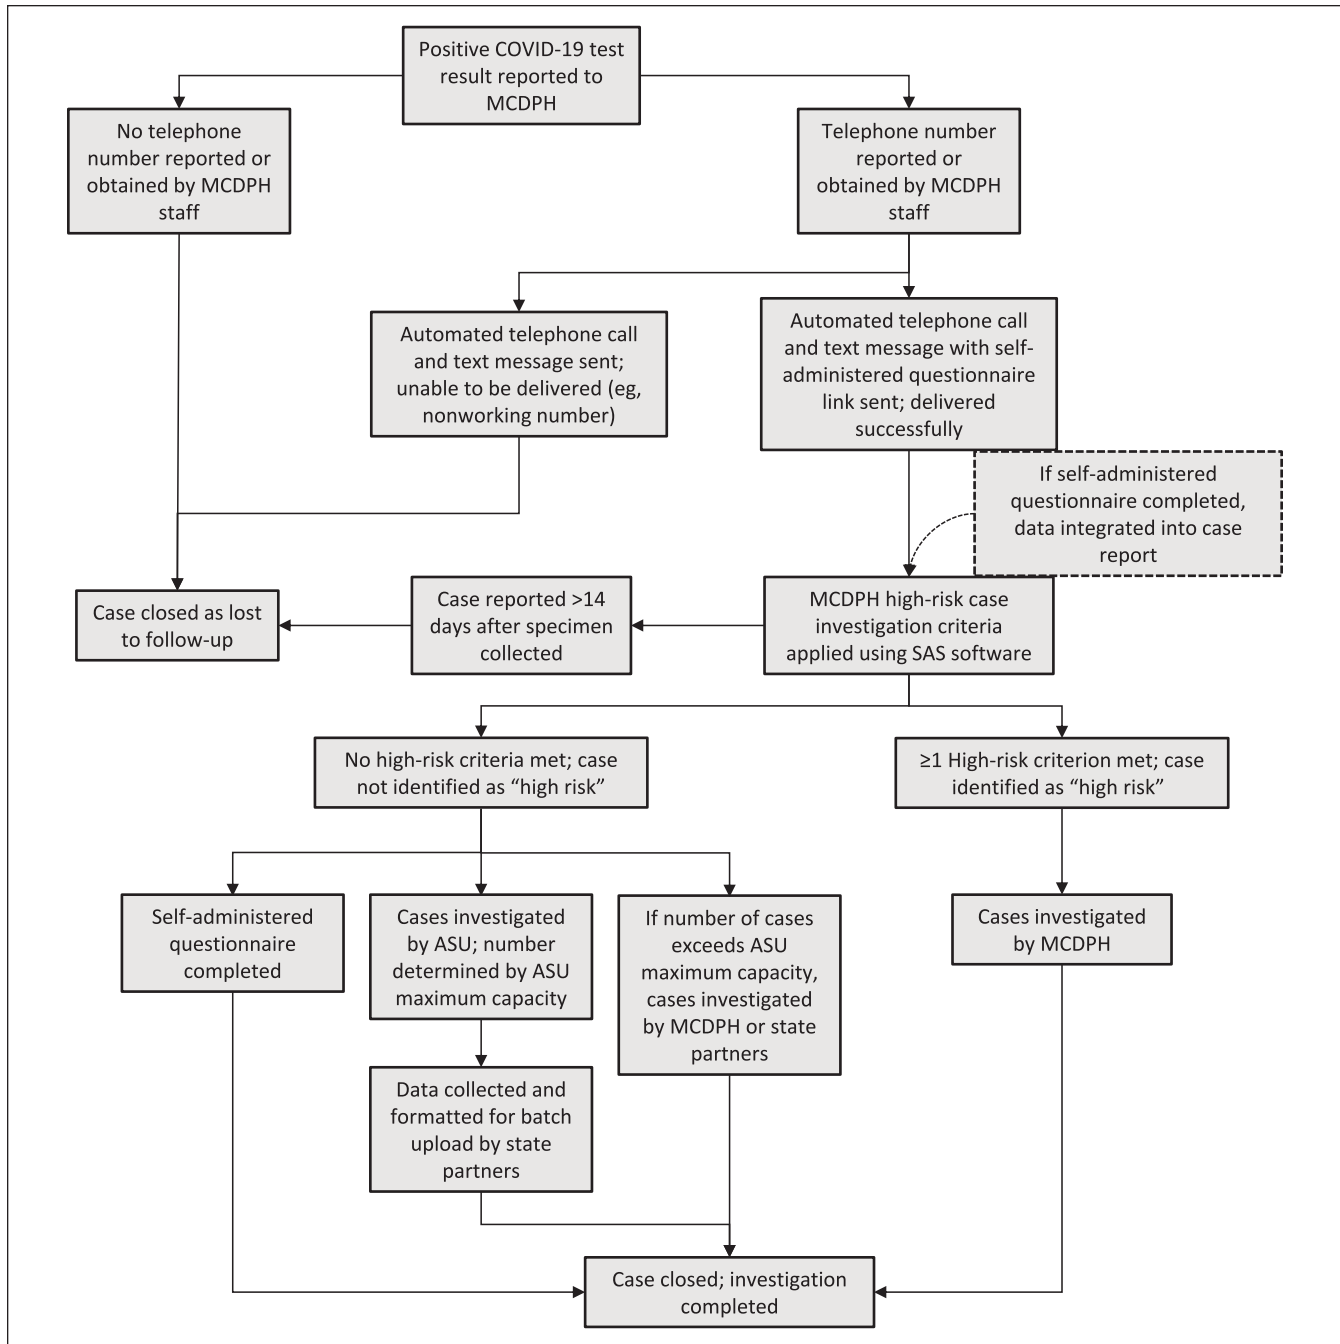 Positive COVID-19 test
result reported to
MCDPH
No telephone
number reported or
obtained by MCDPH
staff
Telephone number
reported or
obtained by MCDPH
staff
Automated telephone call
and text message sent;
unable to be delivered (eg,
nonworking number)
Automated telephone call
and text message with self-
administered questionnaire
link sent; delivered
successfully
If self-administered
questionnaire completed,
data integrated into case
report
Case closed as lost
to follow-up
Case reported >14
days after specimen
collected
MCDPH high-risk case
investigation criteria
applied using SAS software
No high-risk criteria met; case
not identified as “high risk”
≥1 High-risk criterion met; case
identified as “high risk”
Self-administered
questionnaire
completed
Cases investigated
by ASU; number
determined by ASU
maximum capacity
If number of cases
exceeds ASU
maximum capacity,
cases investigated
by MCDPH or state
partners
Cases investigated
by MCDPH
Data collected and
formatted for batch
upload by state
partners
Case closed; investigation
completed